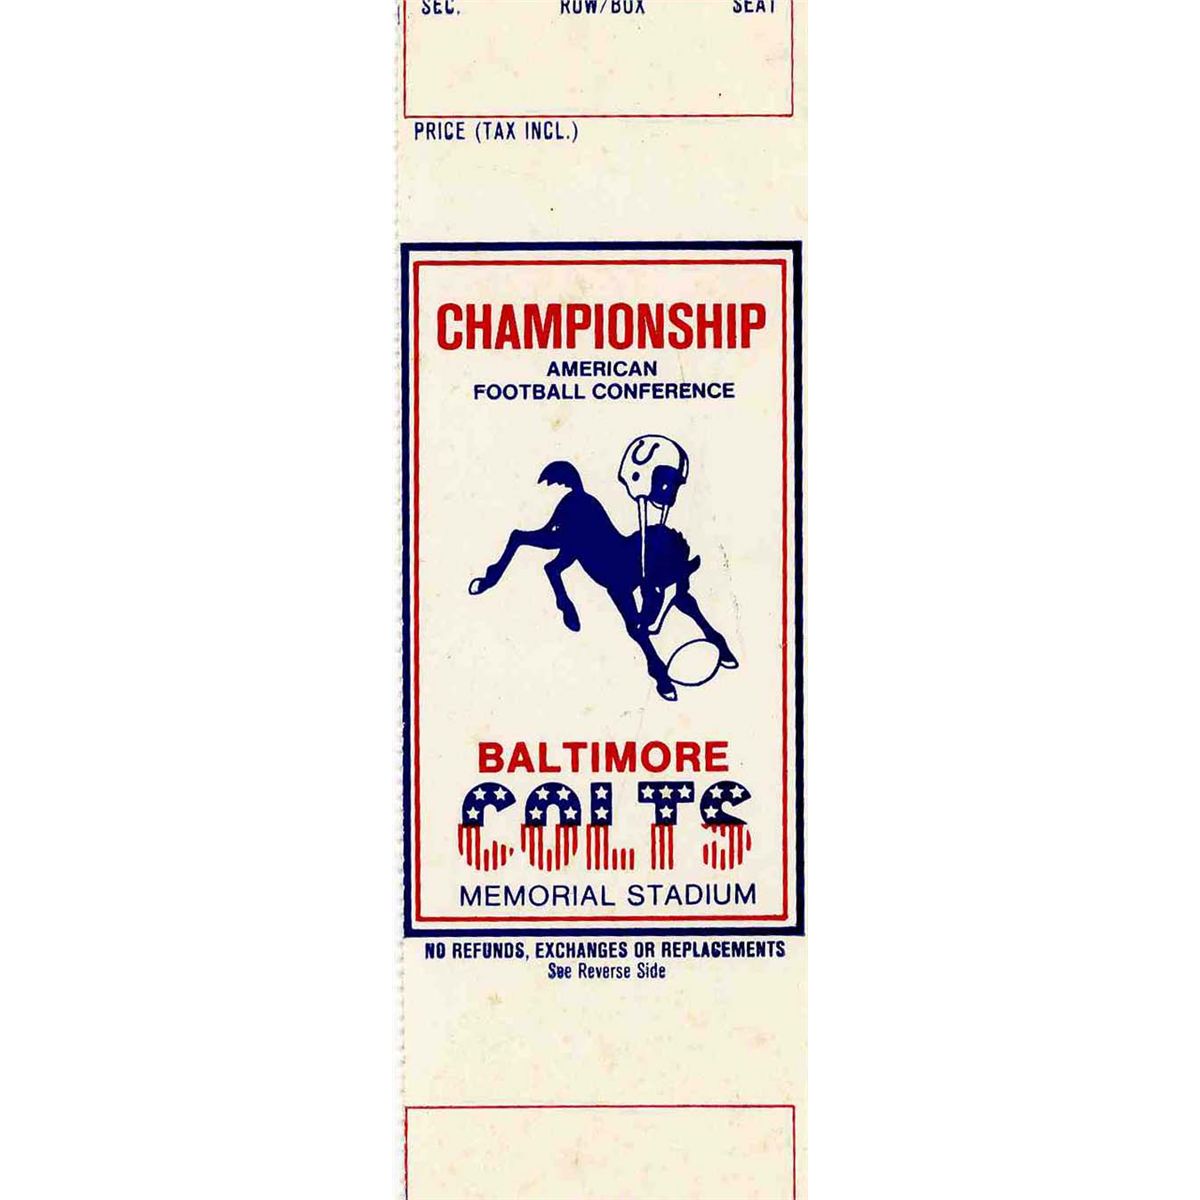 SEC. ROW/BOX SEAT
PRICE (TAX INCL.)
CHAMPIONSHIP
AMERICAN
FOOTBALL CONFERENCE
BALTIMORE
COLTS
MEMORIAL STADIUM
NO REFUNDS, EXCHANGES OR REPLACEMENTS
See Reverse Side